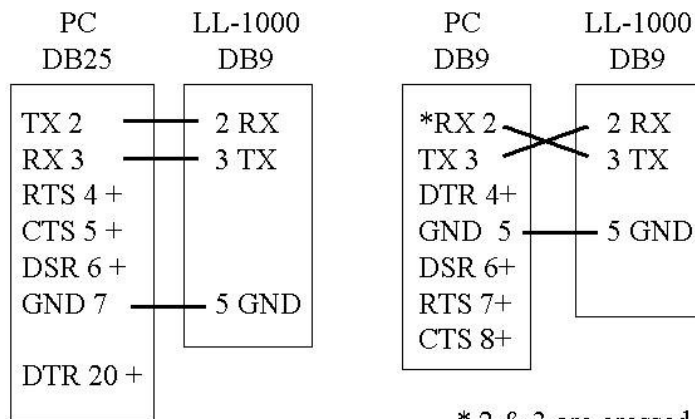 PC LL-1000
DB25 DB9
TX 2 2 RX
RX 3 3 TX
RTS 4 +
CTS 5 +
DSR 6 +
GND 7 5 GND
DTR 20 +
PC LL-1000
DB9 DB9
*RX 2 2 RX
TX 3 3 TX
DTR 4+
GND 5 5 GND
DSR 6+
RTS 7+
CTS 8+
* 2 & 3 are